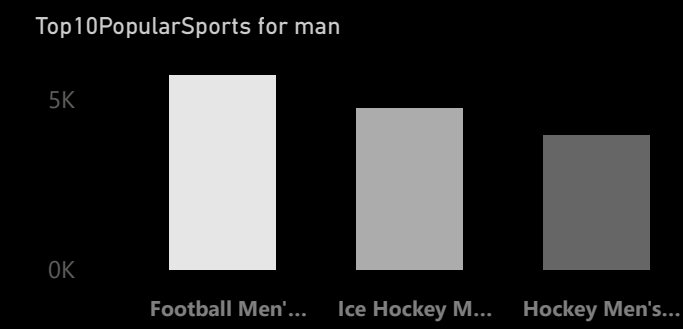 Top10PopularSports for man
5K
0K
Football Men'... Ice Hockey M... Hockey Men's...